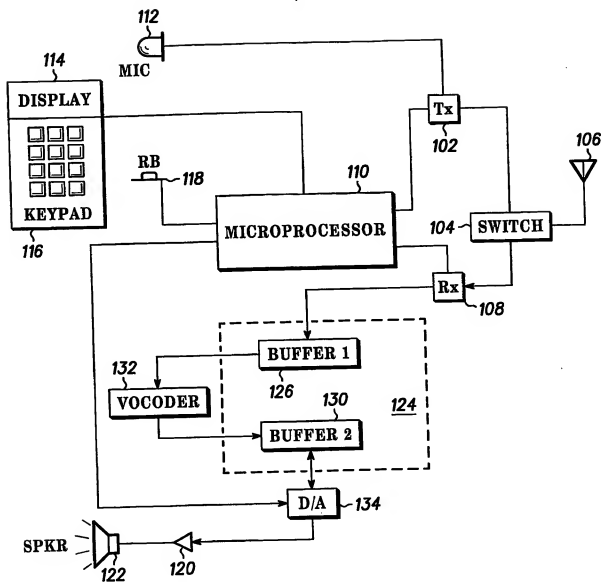 112
MIC
114
DISPLAY
KEYPAD
116
RB
118
110
MICROPROCESSOR
Tx
102
106
104
SWITCH
Rx
108
BUFFER 1
126
132
VOCODER
130
BUFFER 2
124
D/A
134
SPKR
122
120